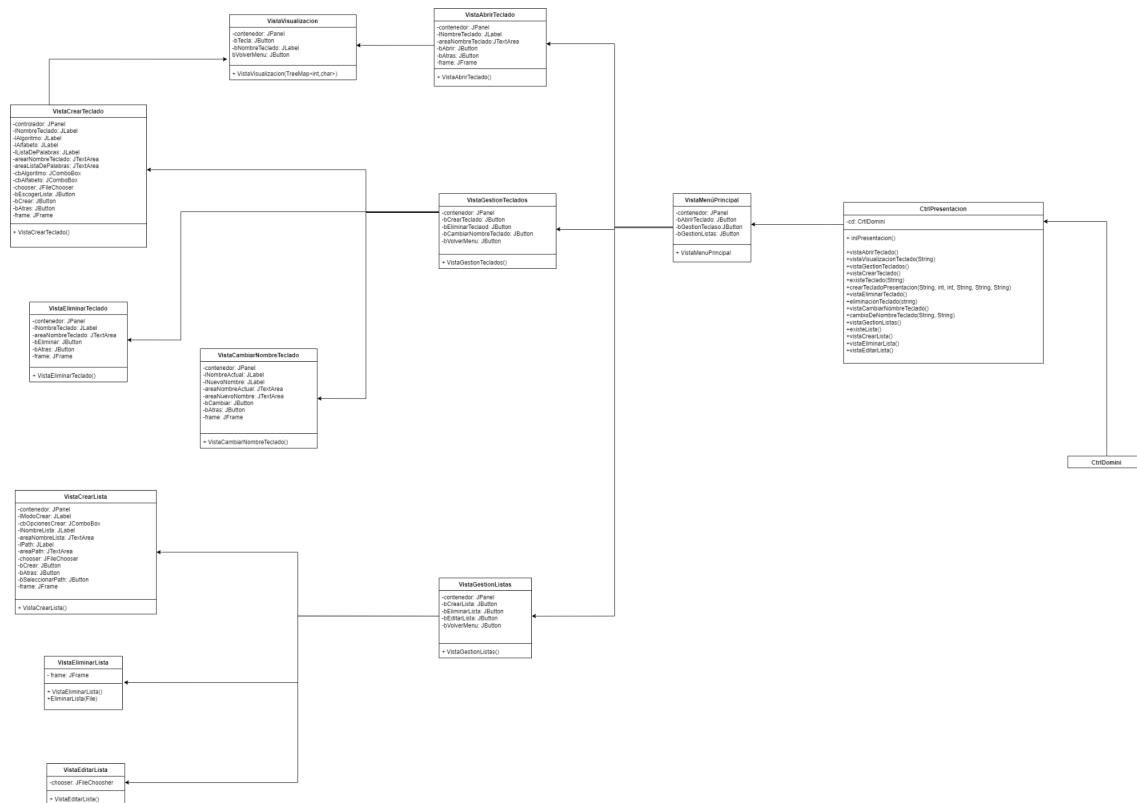 VistaVisualizacion
-contenedor: JPanel
-bTecla: JButton
-bNombreTeclado: JLabel
bVolverMenu: JButton
+ VistaVisualizacion(TreeMap<int,char>)
VistaAbrirTeclado
-contenedor: JPanel
-lNombreTeclado: JLabel
-areaNombreTeclado:JTextArea
-bAbrir: JButton
-bAtras: JButton
-frame: JFrame
+ VistaAbrirTeclado()
VistaCrearTeclado
-controlador: JPanel
-lNombreTeclado: JLabel
-lAlgoritmo: JLabel
-lAlfabeto: JLabel
-lListaDePalabras: JLabel
-arearNombreTeclado: JTextArea
-areaListaDePalabras: JTextArea
-cbAlgoritmo: JComboBox
-cbAlfabeto: JComboBox
-chooser: JFileChooser
-bEscogerLista: JButton
-bCrear: JButton
-bAtras: JButton
-frame: JFrame
+ VistaCrearTeclado()
VistaGestionTeclados
-contenedor: JPanel
-bCrearTeclado: JButton
-bEliminarTeclaod: JButton
-bCambiarNombreTeclado: JButton
-bVolverMenu: JButton
+ VistaGestionTeclados()
VistaMenúPrincipal
-contenedor: JPanel
-bAbrirTeclado: JButton
-bGestionTeclaso:JButton
-bGestionListas: JButton
+ VistaMenuPrincipal
CtrlPresentacion
-cd: CrtlDomini
+ iniPresentacion()
+vistaAbrirTeclado()
+vistaVisualizacionTeclado(String)
+vistaGestionTeclados()
+vistaCrearTeclado()
+existeTeclado(String)
+crearTecladoPresentacion(String, int, int, String, String, String)
+vistaEliminarTeclado()
+eliminacionTeclado(string)
+vistaCambiarNombreTeclado()
+cambioDeNombreTeclado(String, String)
+vistaGestionListas()
+existeLista()
+vistaCrearLista()
+vistaEliminarLista()
+vistaEditarLista()
VistaEliminarTeclado
-contenedor: JPanel
-lNombreTeclado: JLabel
-areaNombreTeclado: JTextArea
-bEliminar: JButton
-bAtras: JButton
-frame: JFrame
+ VistaEliminarTeclado()
VistaCambiarNombreTeclado
-contenedor: JPanel
-lNombreActual: JLabel
-lNuevoNombre: JLabel
-areaNombreActual: JTextArea
-areaNuevoNombre: JTextArea
-bCambiar: JButton
-bAtras: JButton
-frame: JFrame
+ VistaCambiarNombreTeclado()
CtrlDomini
VistaCrearLista
-contenedor: JPanel
-lModoCrear: JLabel
-cbOpcionesCrear: JComboBox
-lNombreLista: JLabel
-areaNombreLista: JTextArea
-lPath: JLabel
-areaPath: JTextArea
-chooser: JFileChooser
-bCrear: JButton
-bAtras: JButton
-bSeleccionarPath: JButton
-frame: JFrame
+ VistaCrearLista()
VistaGestionListas
-contenedor: JPanel
-bCrearLista: JButton
-bEliminarLista: JButton
-bEditarLista: JButton
-bVolverMenu: JButton
+ VistaGestionListas()
VistaEliminarLista
- frame: JFrame
+ VistaEliminarLista()
+EliminarLista(File)
VistaEditarLista
-chooser: JFileChoosher
+ VistaEditarLista()